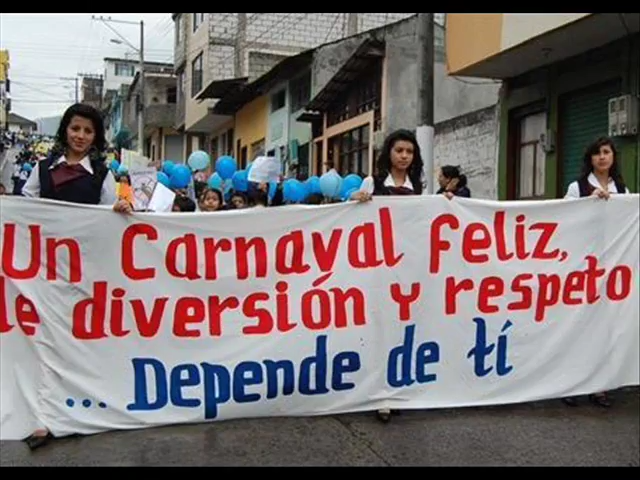 Un Carnaval feliz,
de diversión y respeto
... Depende de tí